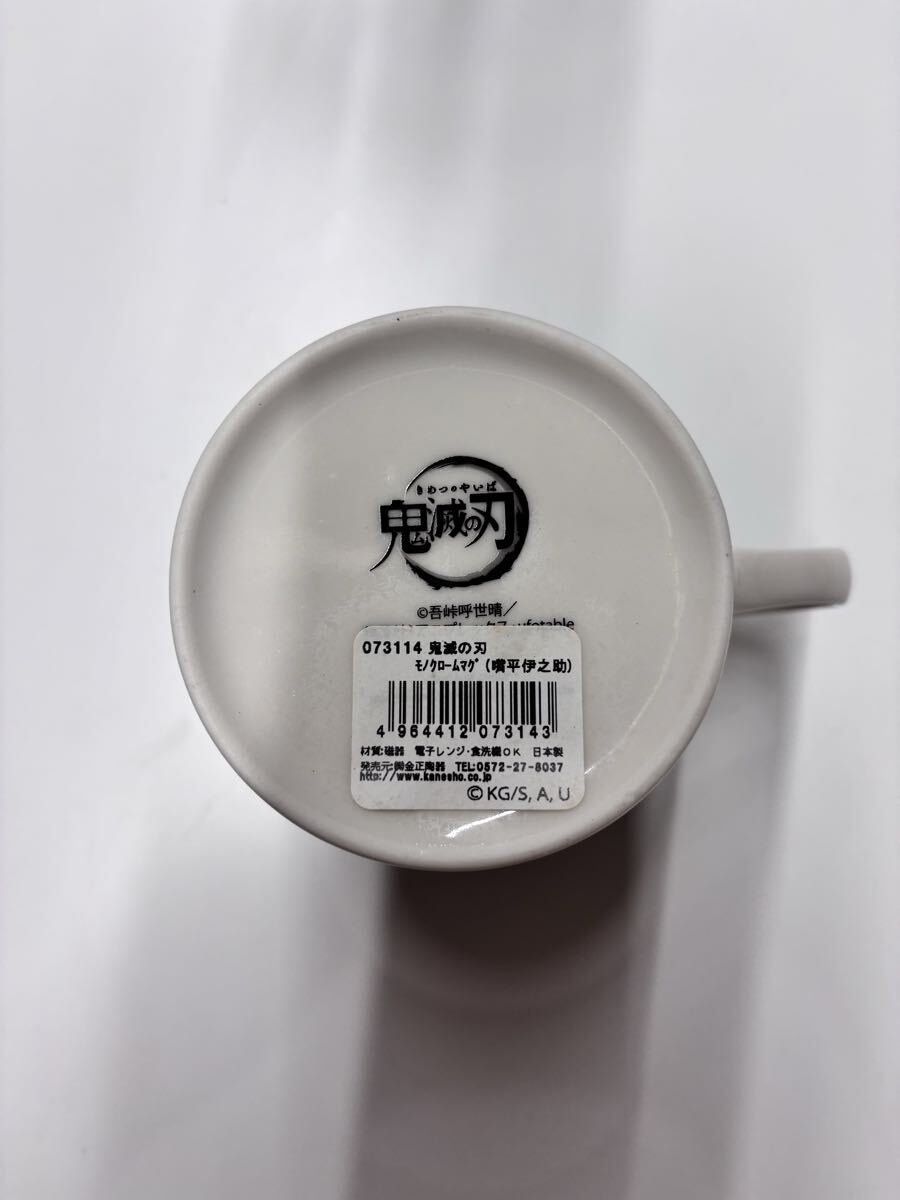 きめつのやいば
鬼滅の刃
©吾峠呼世晴／
ufotable
073114 鬼滅の刃
ﾓﾉｸﾛｰﾑﾏｸﾞ(嘴平伊之助)
4 964412 073143
材質:磁器 電子レンジ・食洗機OK 日本製
発売元:㈱金正陶器 TEL:0572-27-8037
http://www.kanesho.co.jp
©KG/S, A, U